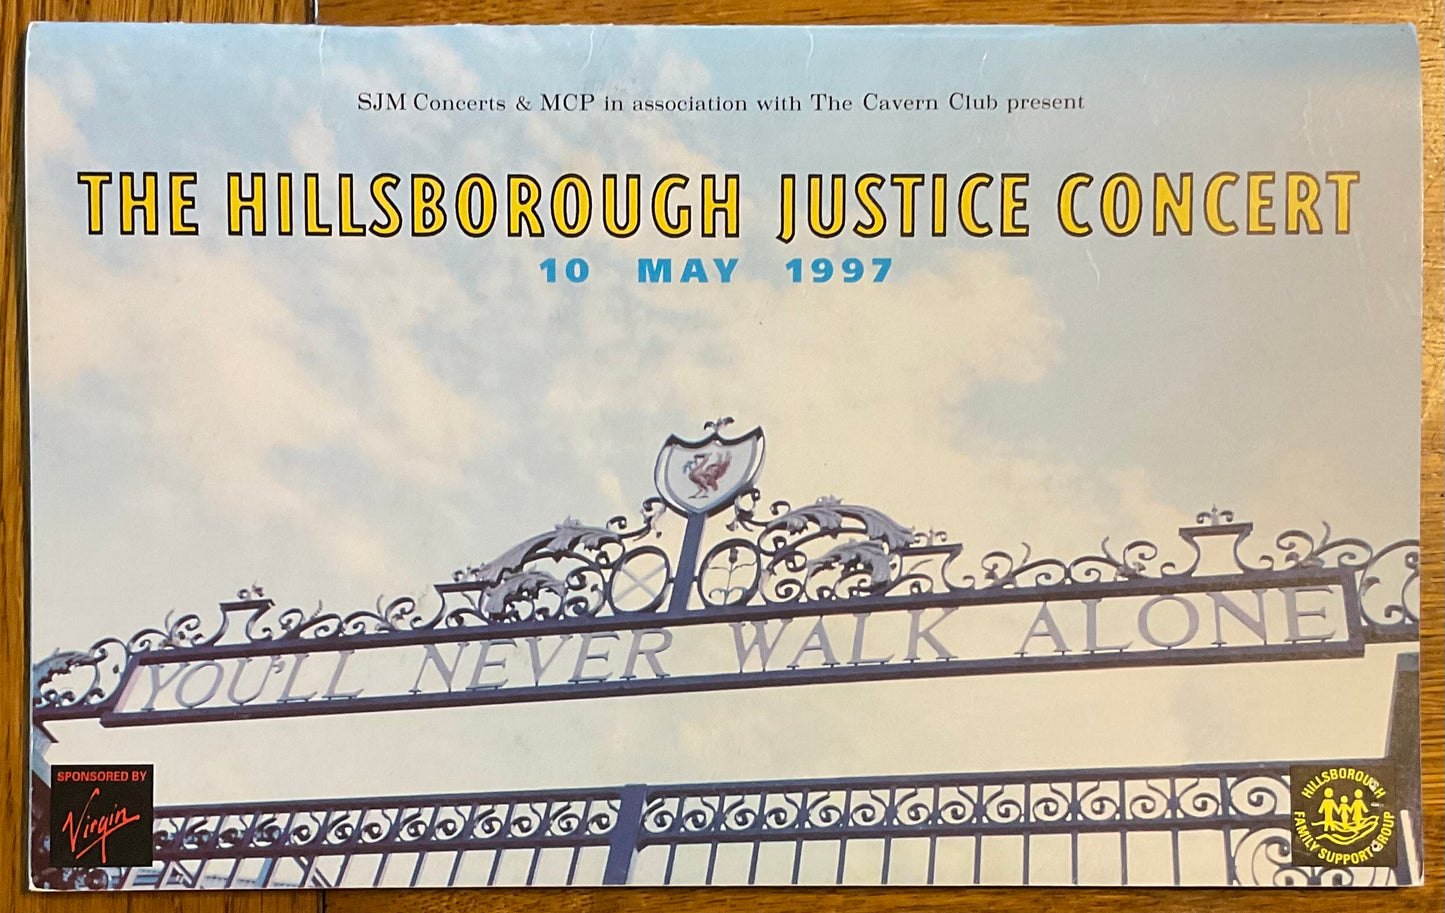 SJM Concerts & MCP in association with The Cavern Club present
THE HILLSBOROUGH JUSTICE CONCERT
10 MAY 1997
YOU'LL NEVER WALK ALONE
SPONSORED BY
Virgin
HILLSBOROUGH
FAMILY SUPPORT GROUP